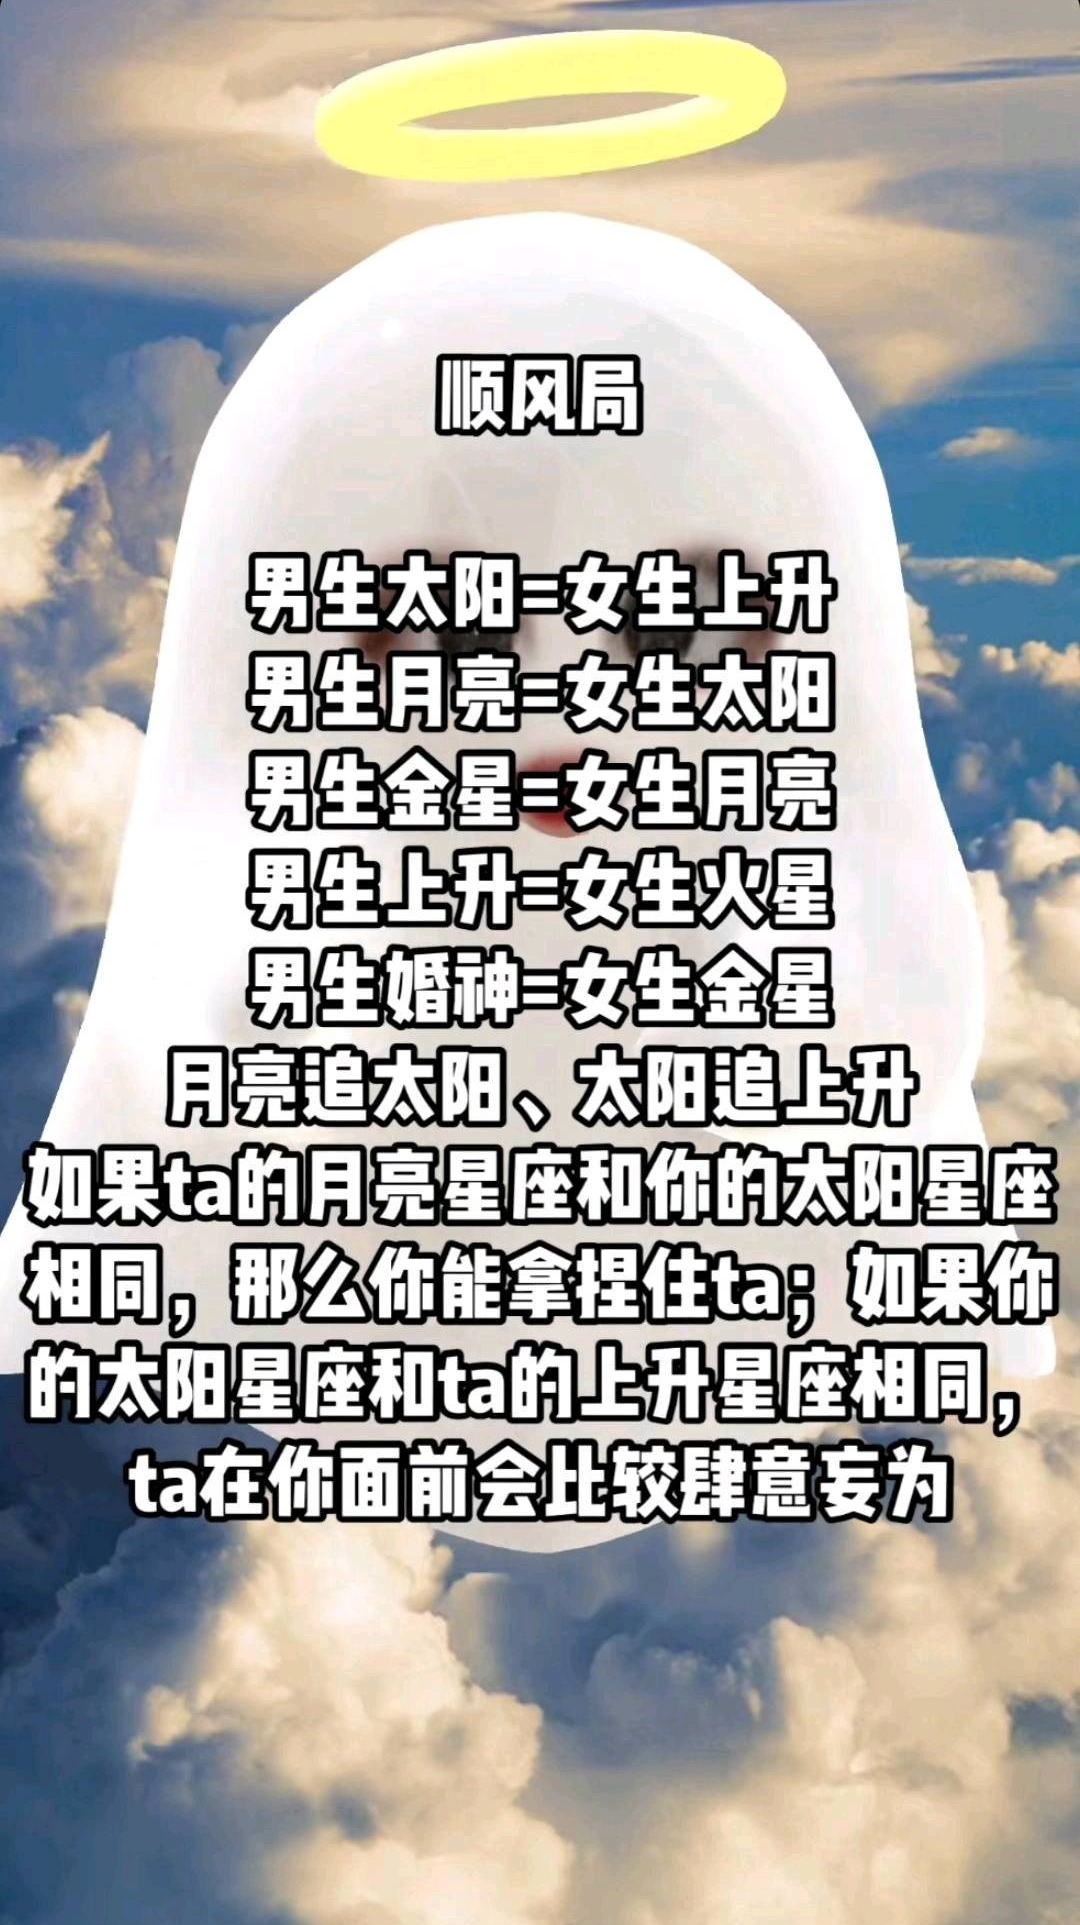 顺风局
男生太阳=女生上升
男生月亮=女生太阳
男生金星=女生月亮
男生上升=女生火星
男生婚神=女生金星
月亮追太阳、太阳追上升
如果ta的月亮星座和你的太阳星座
相同，那么你能拿捏住ta；如果你
的太阳星座和ta的上升星座相同，
ta在你面前会比较肆意妄为